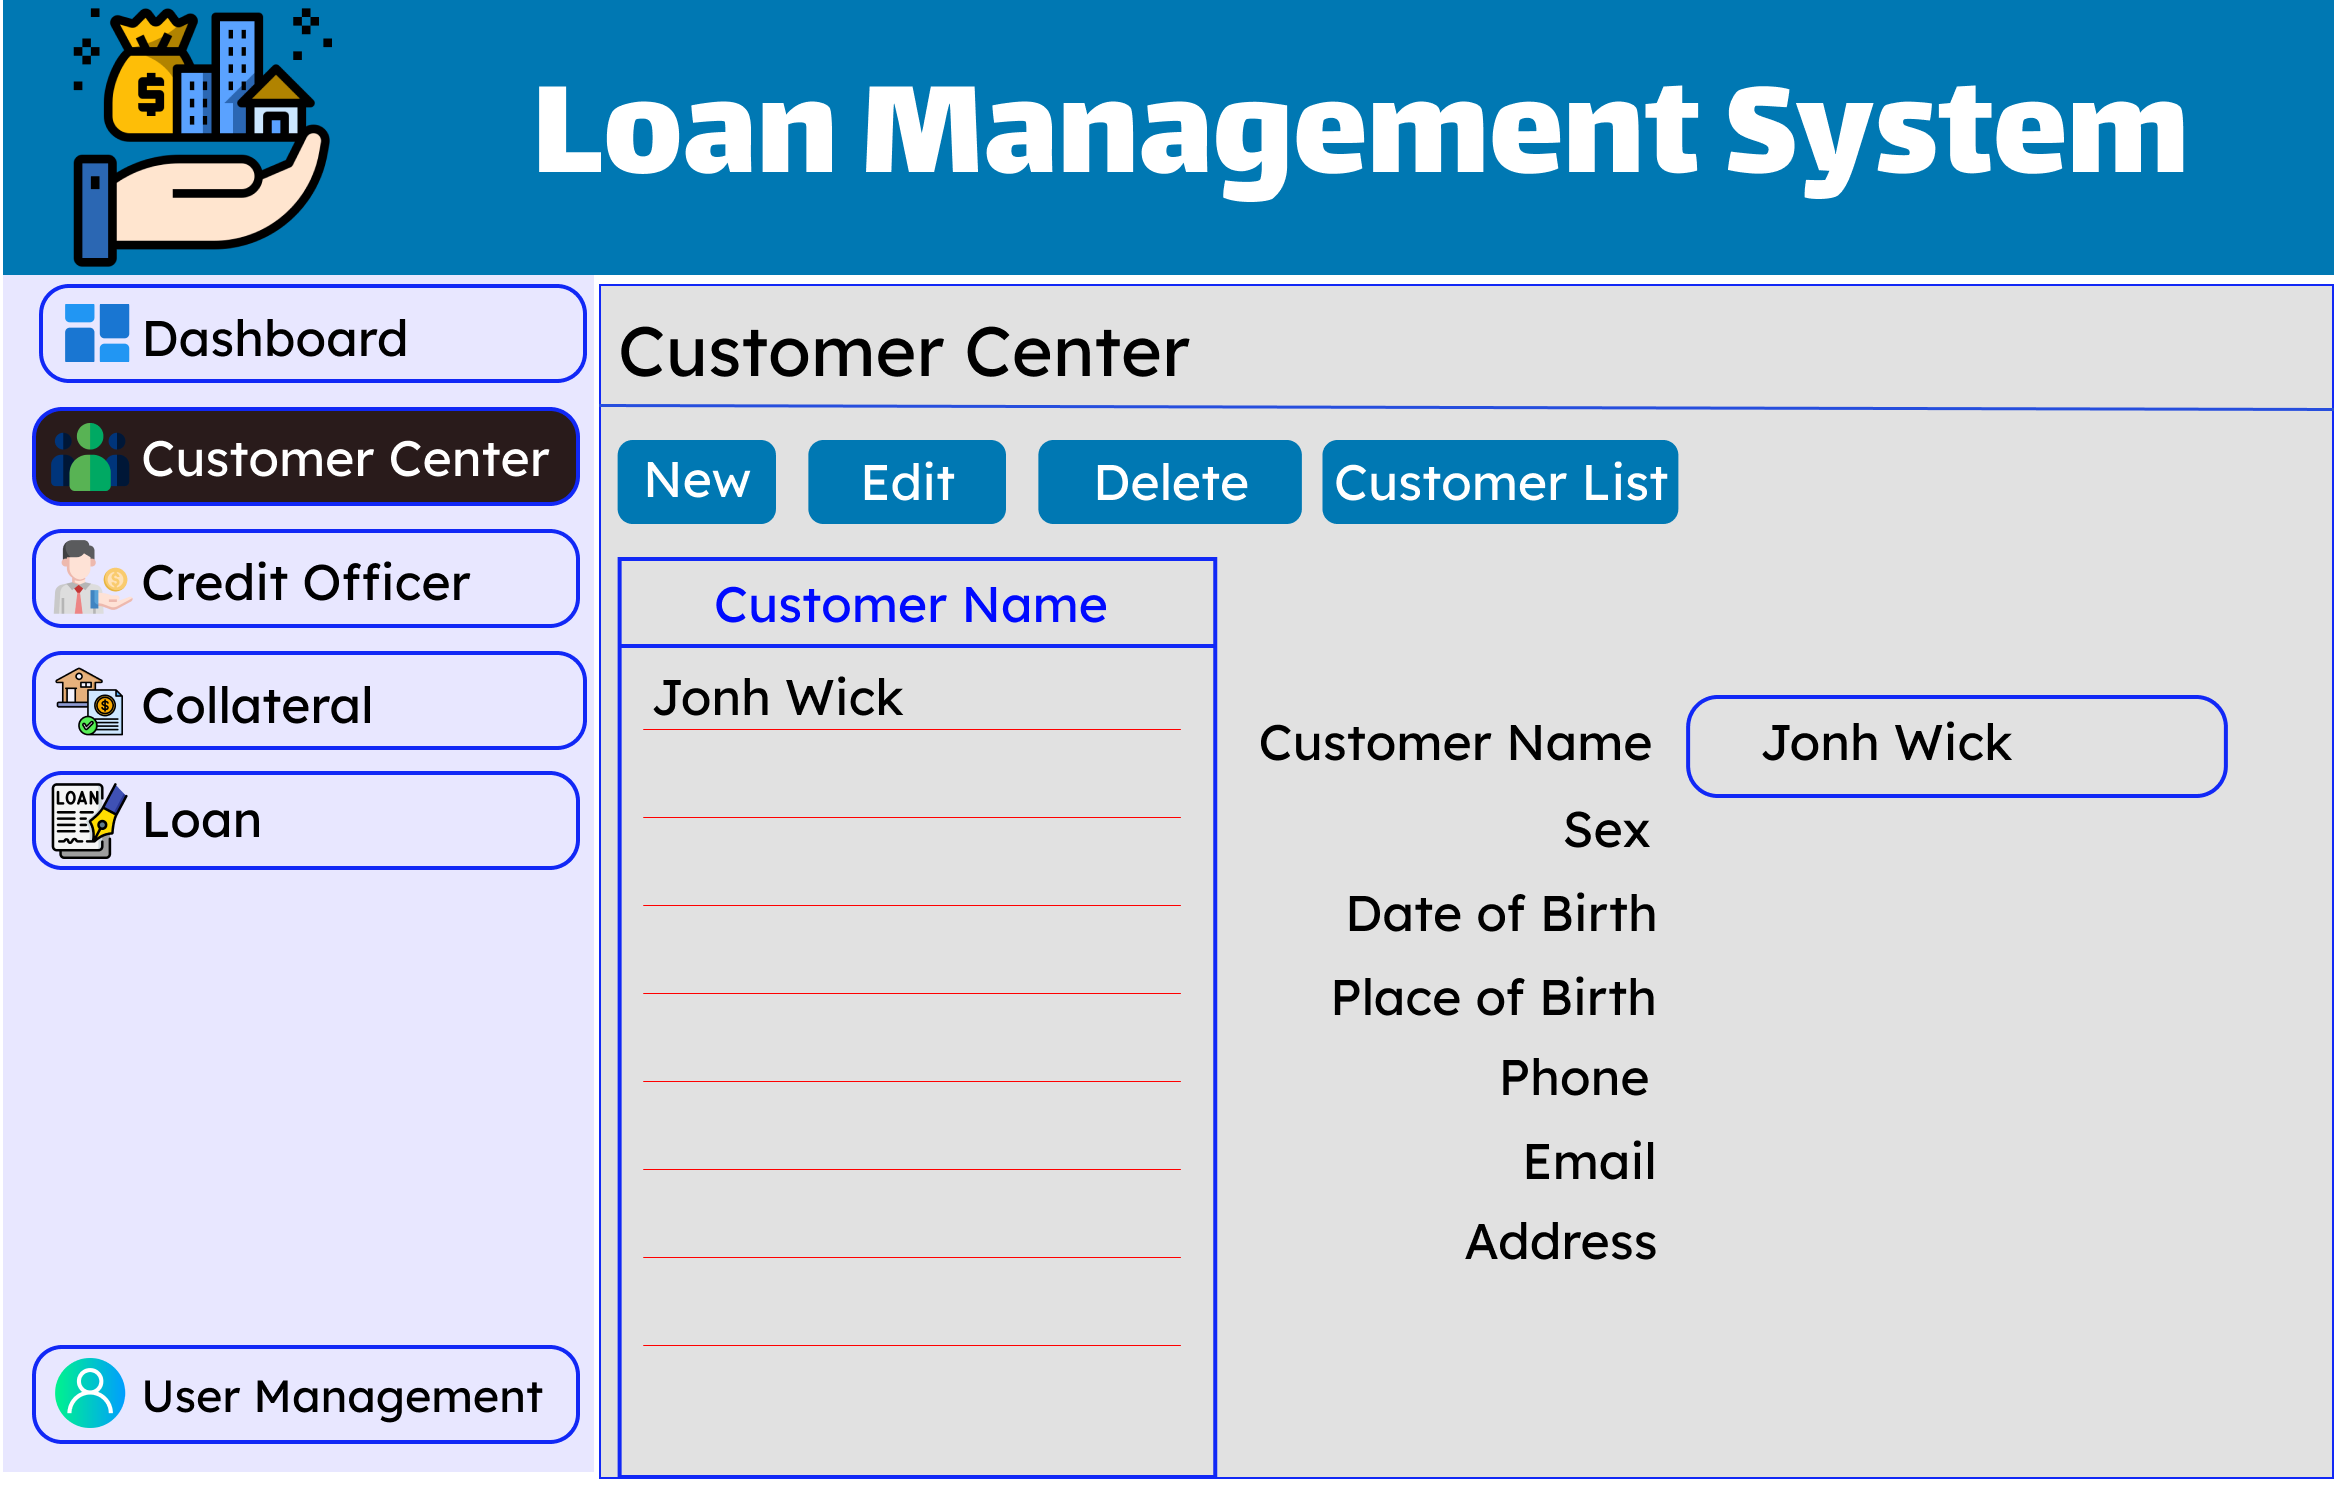 Loan Management System
Dashboard
Customer Center
Credit Officer
Collateral
LOAN
Loan
User Management
Customer Center
New
Edit
Delete
Customer List
Customer Name
Jonh Wick
Customer Name
Jonh Wick
Sex
Date of Birth
Place of Birth
Phone
Email
Address